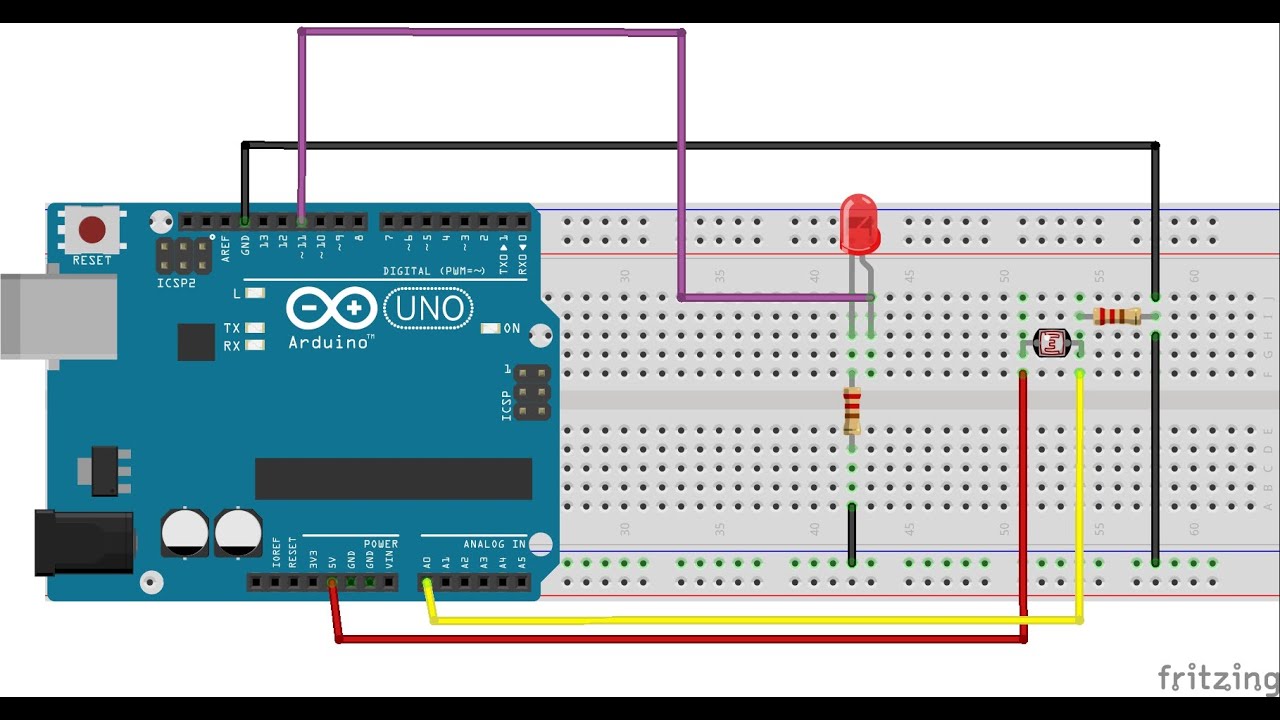 RESET
ICSP2
AREF
GND
13
12
~11
~10
~9
8
7
~6
~5
4
~3
2
TX0▶1
RX0◀0
DIGITAL (PWM=~)
L
TX
RX
UNO
Arduino™
ON
1
ICSP
30
35
40
45
50
55
60
J
I
H
G
F
E
D
C
B
A
30
35
40
45
50
55
60
POWER
ANALOG IN
IOREF
RESET
3V3
5V
GND
GND
VIN
A0
A1
A2
A3
A4
A5
fritzing